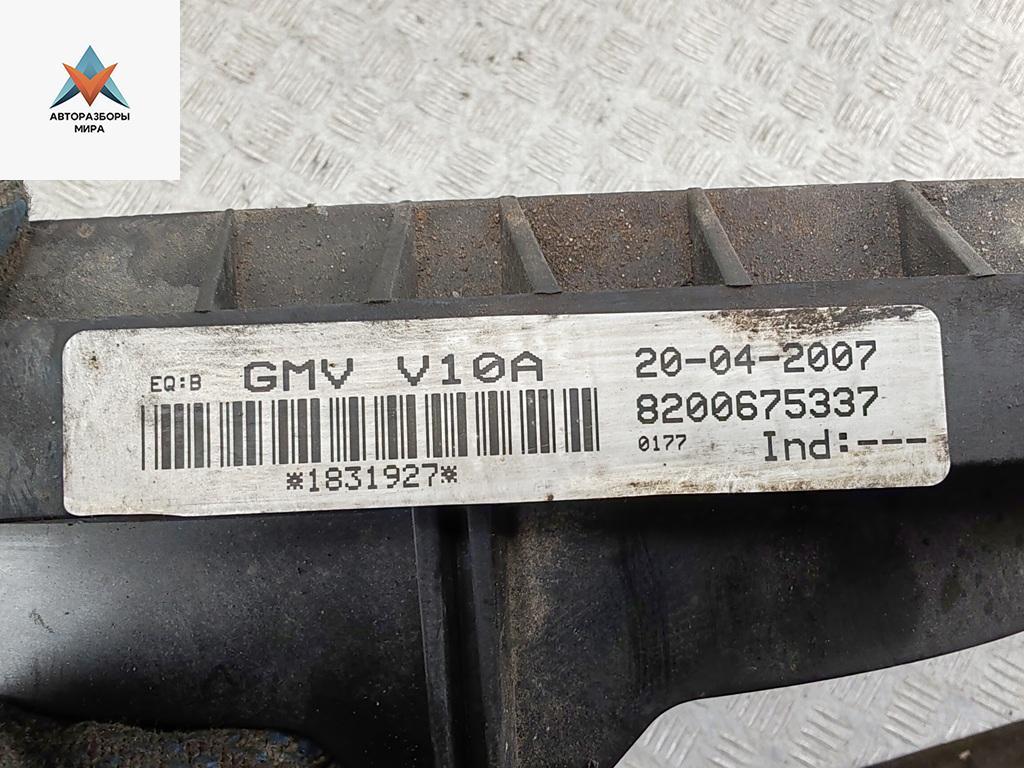 АВТОРАЗБОРЫ
МИРА
EQ:B GMV V10A 20-04-2007
8200675337
0177 Ind:---
*1831927*